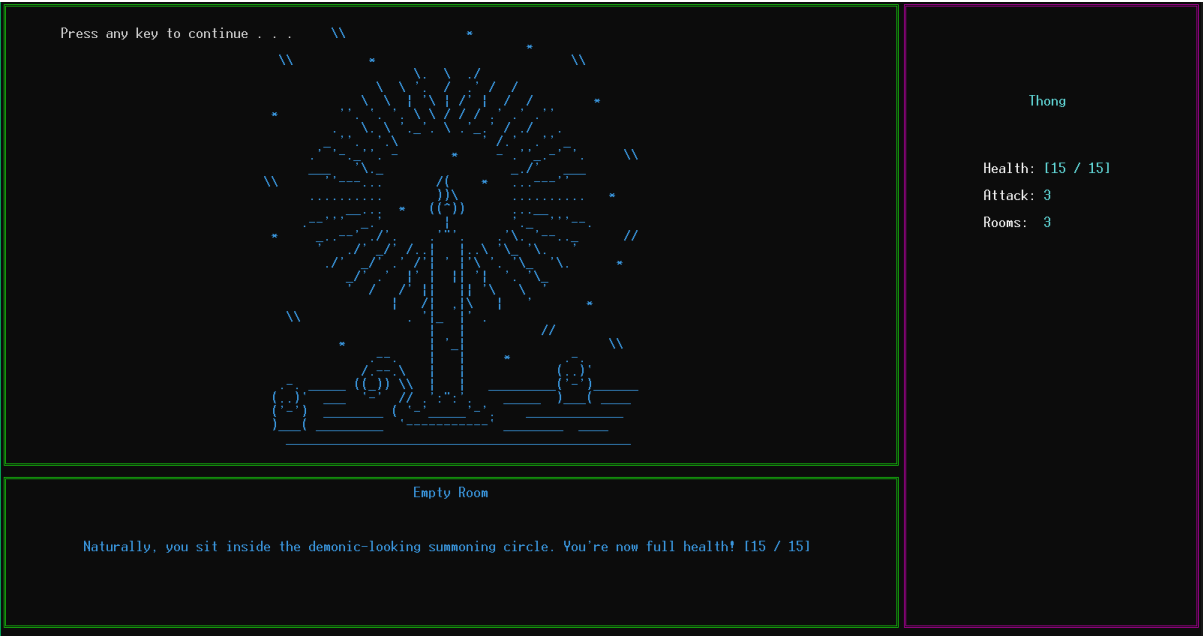 Press any key to continue . . .
Thong
Health: [15 / 15]
Attack: 3
Rooms: 3
Empty Room
Naturally, you sit inside the demonic-looking summoning circle. You're now full health! [15 / 15]